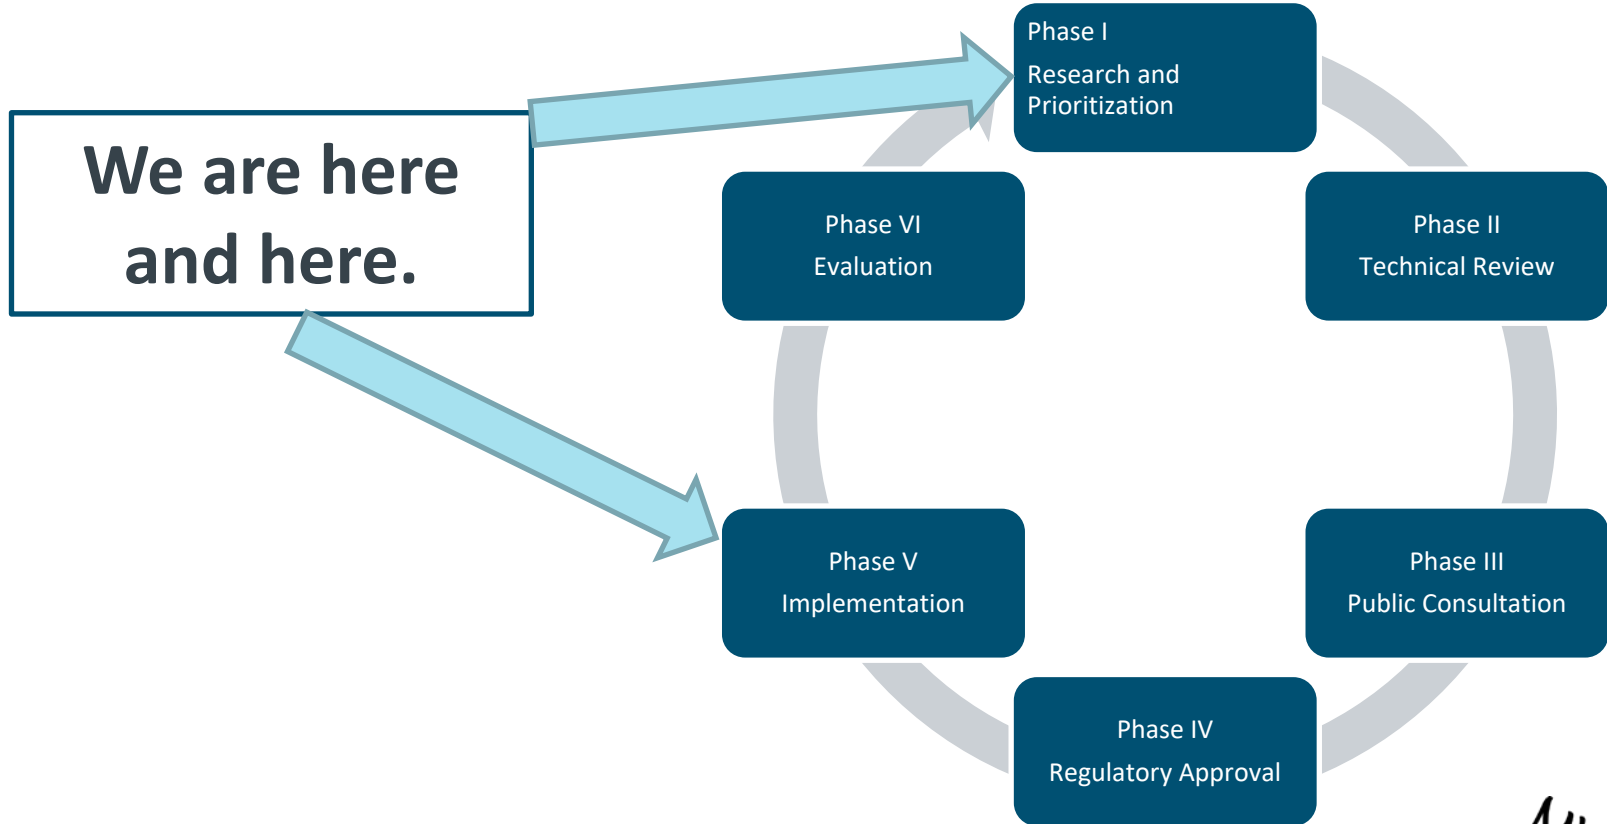 We are here
and here.
Phase I
Research and
Prioritization
Phase II
Technical Review
Phase III
Public Consultation
Phase IV
Regulatory Approval
Phase V
Implementation
Phase VI
Evaluation